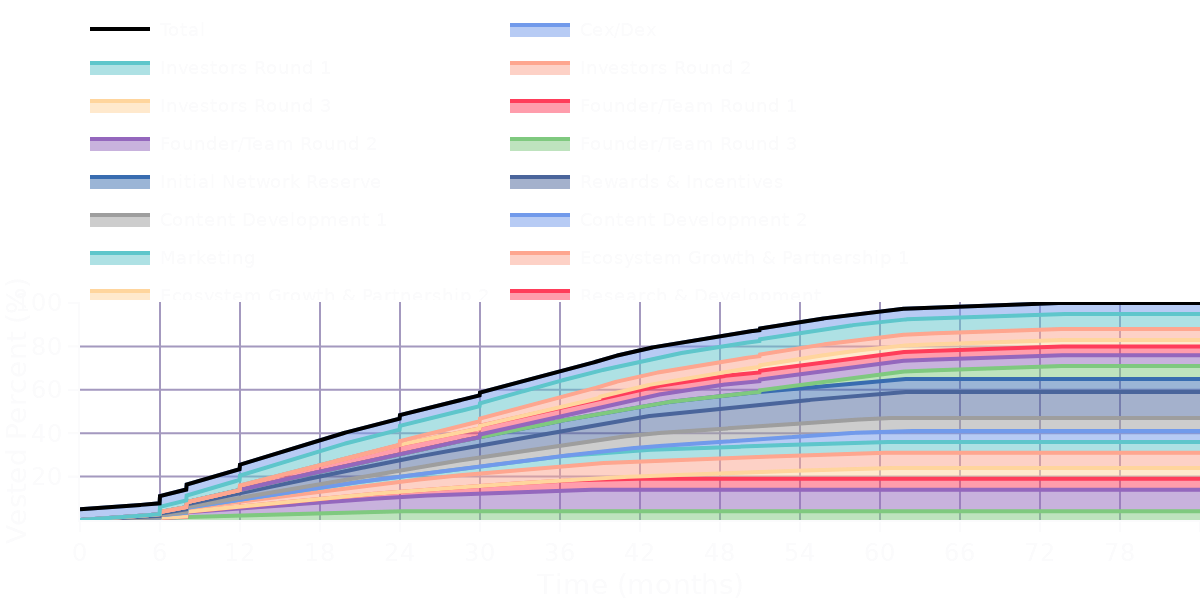 Total Cex/Dex
Investors Round 1 Investors Round 2
Investors Round 3 Founder/Team Round 1
Founder/Team Round 2 Founder/Team Round 3
Initial Network Reserve Rewards & Incentives
Content Development 1 Content Development 2
Marketing Ecosystem Growth & Partnership 1
Ecosystem Growth & Partnership 2 Research & Development
Vested Percent (%)
100
80
60
40
20
0 6 12 18 24 30 36 42 48 54 60 66 72 78
Time (months)